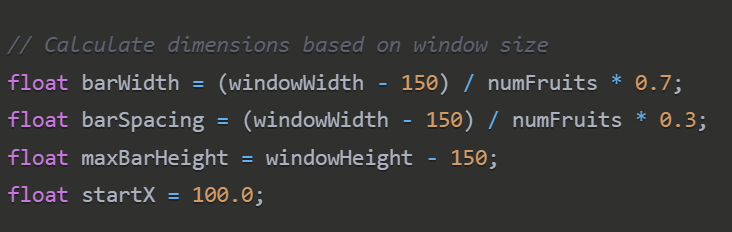 // Calculate dimensions based on window size
float barWidth = (windowWidth - 150) / numFruits * 0.7;
float barSpacing = (windowWidth - 150) / numFruits * 0.3;
float maxBarHeight = windowHeight - 150;
float startX = 100.0;